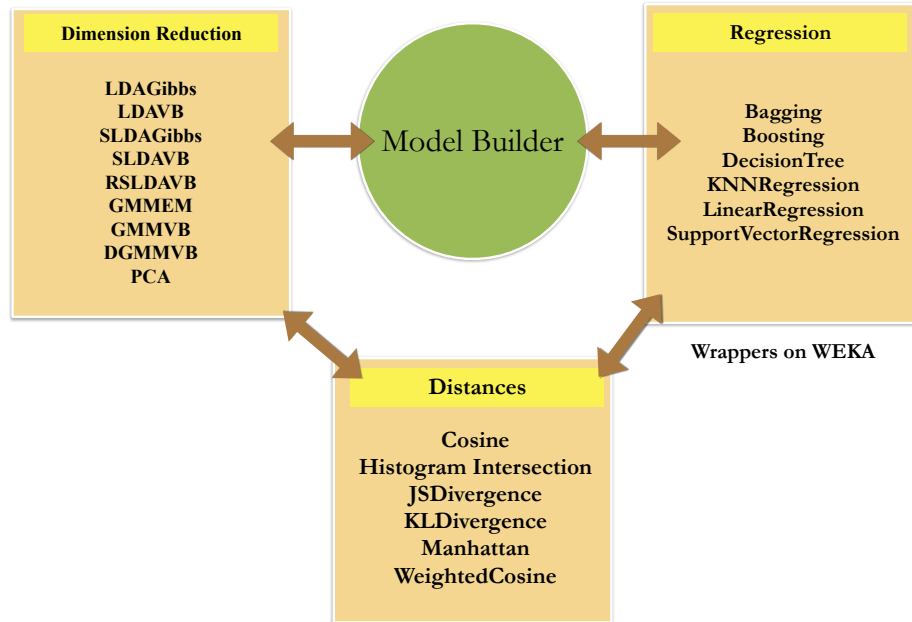 Dimension Reduction
LDAGibbs
LDAVB
SLDAGibbs
SLDAVB
RSLDAVB
GMMEM
GMMVB
DGMMVB
PCA
Model Builder
Regression
Bagging
Boosting
DecisionTree
KNNRegression
LinearRegression
SupportVectorRegression
Wrappers on WEKA
Distances
Cosine
Histogram Intersection
JSDivergence
KLDivergence
Manhattan
WeightedCosine